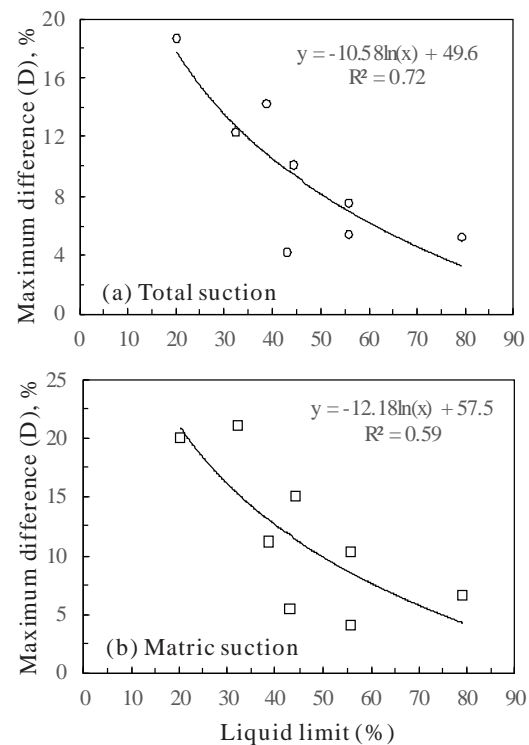 Maximum difference (D), %
20
16
12
8
4
0
y = -10.58ln(x) + 49.6
R² = 0.72
(a) Total suction
0 10 20 30 40 50 60 70 80 90
Maximum difference (D), %
25
20
15
10
5
0
y = -12.18ln(x) + 57.5
R² = 0.59
(b) Matric suction
0 10 20 30 40 50 60 70 80 90
Liquid limit (%)